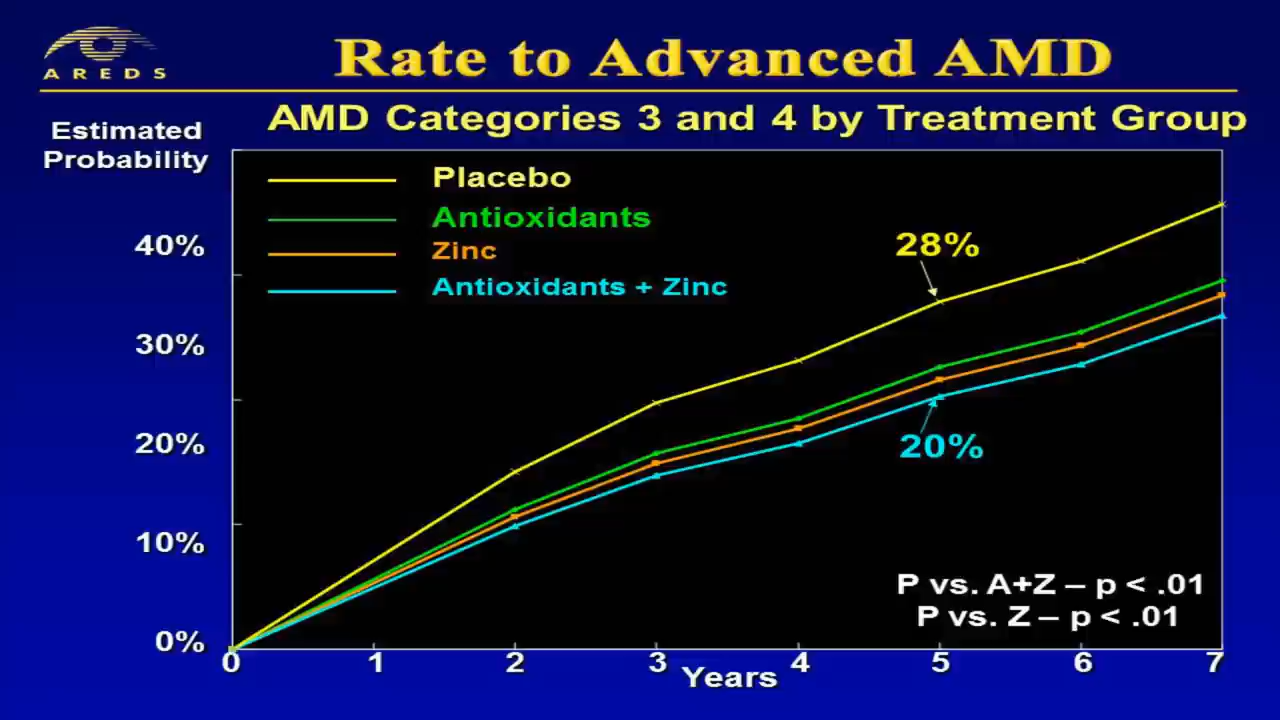 AREDS
Rate to Advanced AMD
AMD Categories 3 and 4 by Treatment Group
Estimated
Probability
Placebo
Antioxidants
Zinc
Antioxidants + Zinc
40%
30%
20%
10%
0%
28%
20%
P vs. A+Z – p < .01
P vs. Z – p < .01
0 1 2 3 4 5 6 7
Years